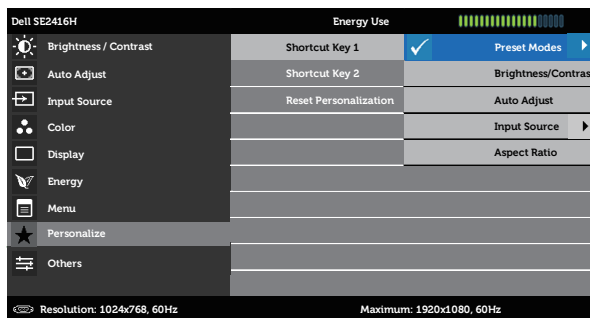 Dell SE2416H Energy Use
Brightness / Contrast Shortcut Key 1 Preset Modes
Auto Adjust Shortcut Key 2 Brightness/Contras
Input Source Reset Personalization Auto Adjust
Color Input Source
Display Aspect Ratio
Energy
Menu
Personalize
Others
Resolution: 1024x768, 60Hz Maximum: 1920x1080, 60Hz